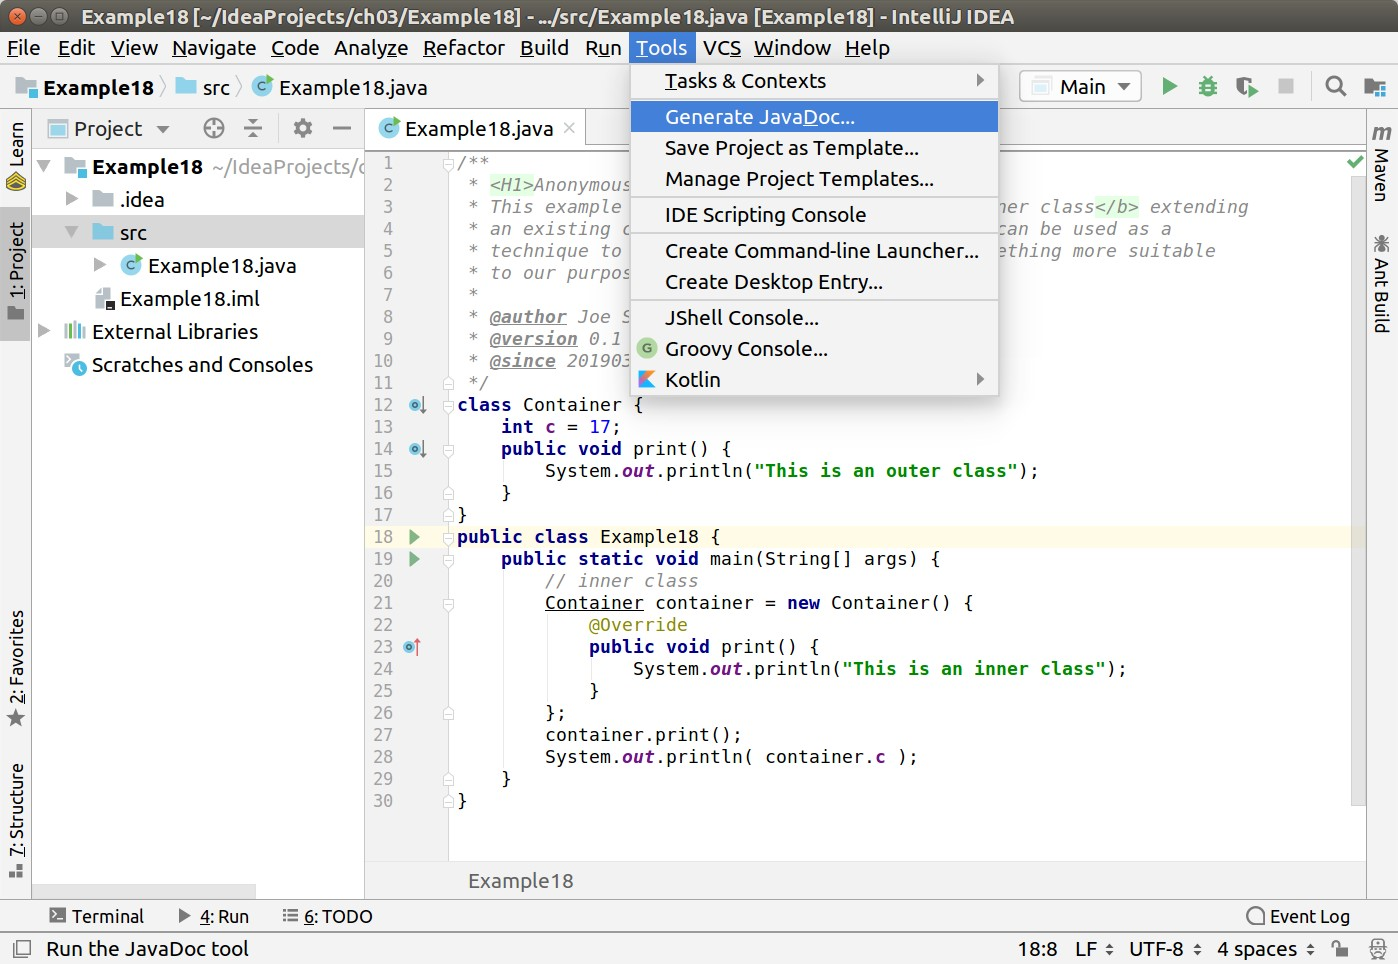 Example18 [~/IdeaProjects/ch03/Example18] - .../src/Example18.java [Example18] - IntelliJ IDEA
File Edit View Navigate Code Analyze Refactor Build Run Tools VCS Window Help
Example18 src Example18.java Main
Tasks & Contexts
Generate JavaDoc...
Save Project as Template...
Manage Project Templates...
IDE Scripting Console
Create Command-line Launcher...
Create Desktop Entry...
JShell Console...
G Groovy Console...
Kotlin
Learn
1: Project
2: Favorites
7: Structure
Project
Example18 ~/IdeaProjects/
.idea
src
Example18.java
Example18.iml
External Libraries
Scratches and Consoles
Example18.java
1 /**
2 * <H1>Anonymous
3 * This example ner class</b> extending
4 * an existing can be used as a
5 * technique to ething more suitable
6 * to our purpos
7 *
8 * @author Joe
9 * @version 0.1
10 * @since 201903
11 */
12 class Container {
13 int c = 17;
14 public void print() {
15 System.out.println("This is an outer class");
16 }
17 }
18 public class Example18 {
19 public static void main(String[] args) {
20 // inner class
21 Container container = new Container() {
22 @Override
23 public void print() {
24 System.out.println("This is an inner class");
25 }
26 };
27 container.print();
28 System.out.println( container.c );
29 }
30 }
Example18
m Maven
Ant Build
Terminal 4: Run 6: TODO Event Log
Run the JavaDoc tool 18:8 LF UTF-8 4 spaces